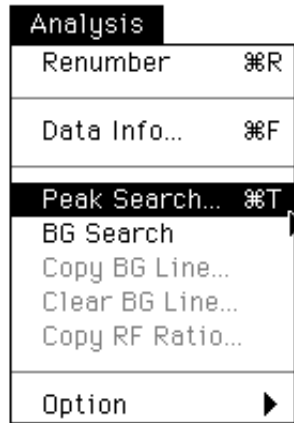 Analysis
Renumber ⌘R
Data Info... ⌘F
Peak Search... ⌘T
BG Search
Copy BG Line...
Clear BG Line...
Copy RF Ratio...
Option ▶